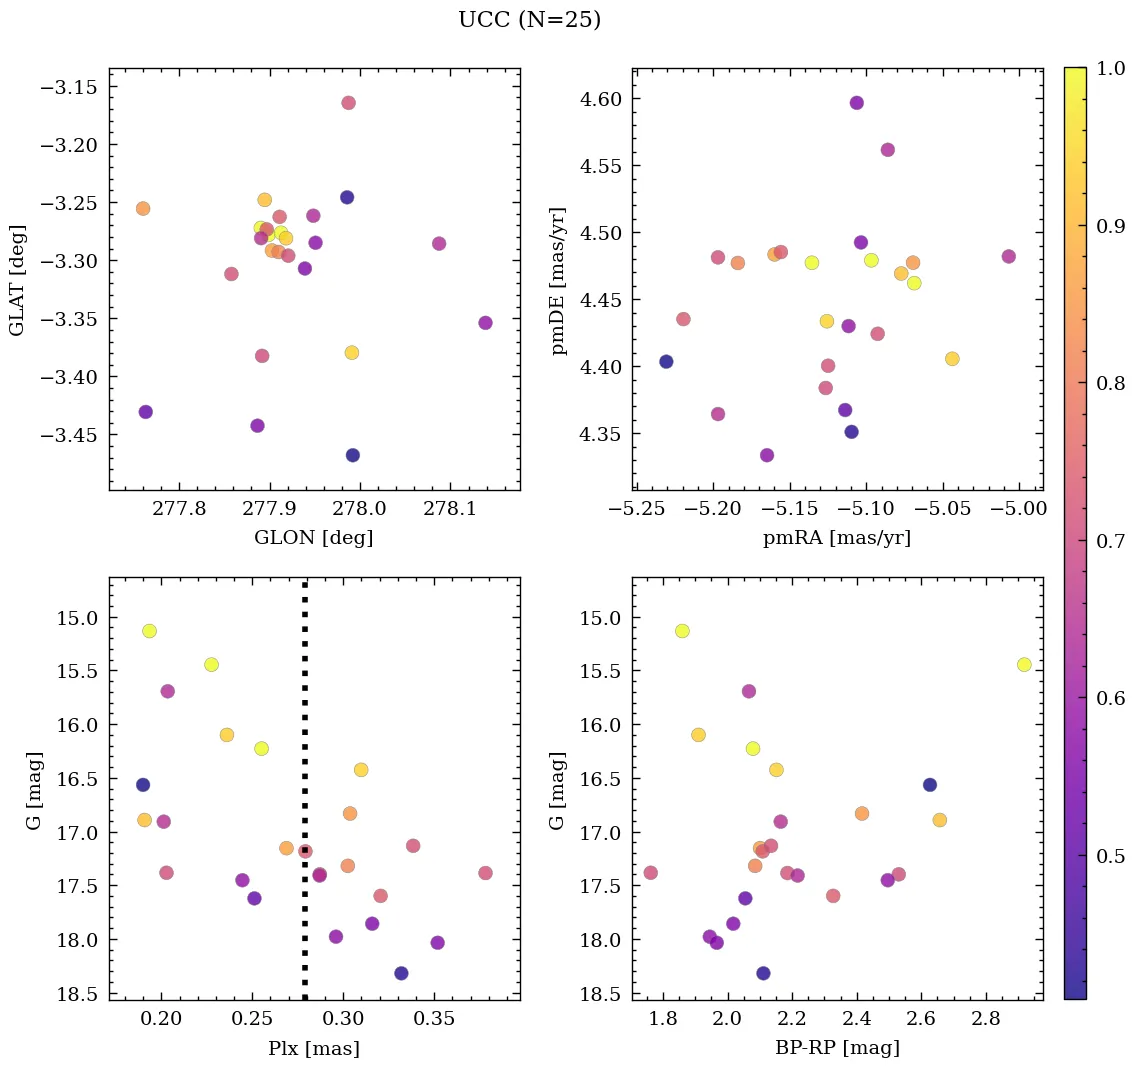 UCC (N=25)
−3.15
−3.20
−3.25
−3.30
−3.35
−3.40
−3.45
GLAT [deg]
277.8 277.9 278.0 278.1
GLON [deg]
4.60
4.55
4.50
4.45
4.40
4.35
pmDE [mas/yr]
−5.25 −5.20 −5.15 −5.10 −5.05 −5.00
pmRA [mas/yr]
1.0
0.9
0.8
0.7
0.6
0.5
15.0
15.5
16.0
16.5
17.0
17.5
18.0
18.5
G [mag]
0.20 0.25 0.30 0.35
Plx [mas]
15.0
15.5
16.0
16.5
17.0
17.5
18.0
18.5
G [mag]
1.8 2.0 2.2 2.4 2.6 2.8
BP-RP [mag]